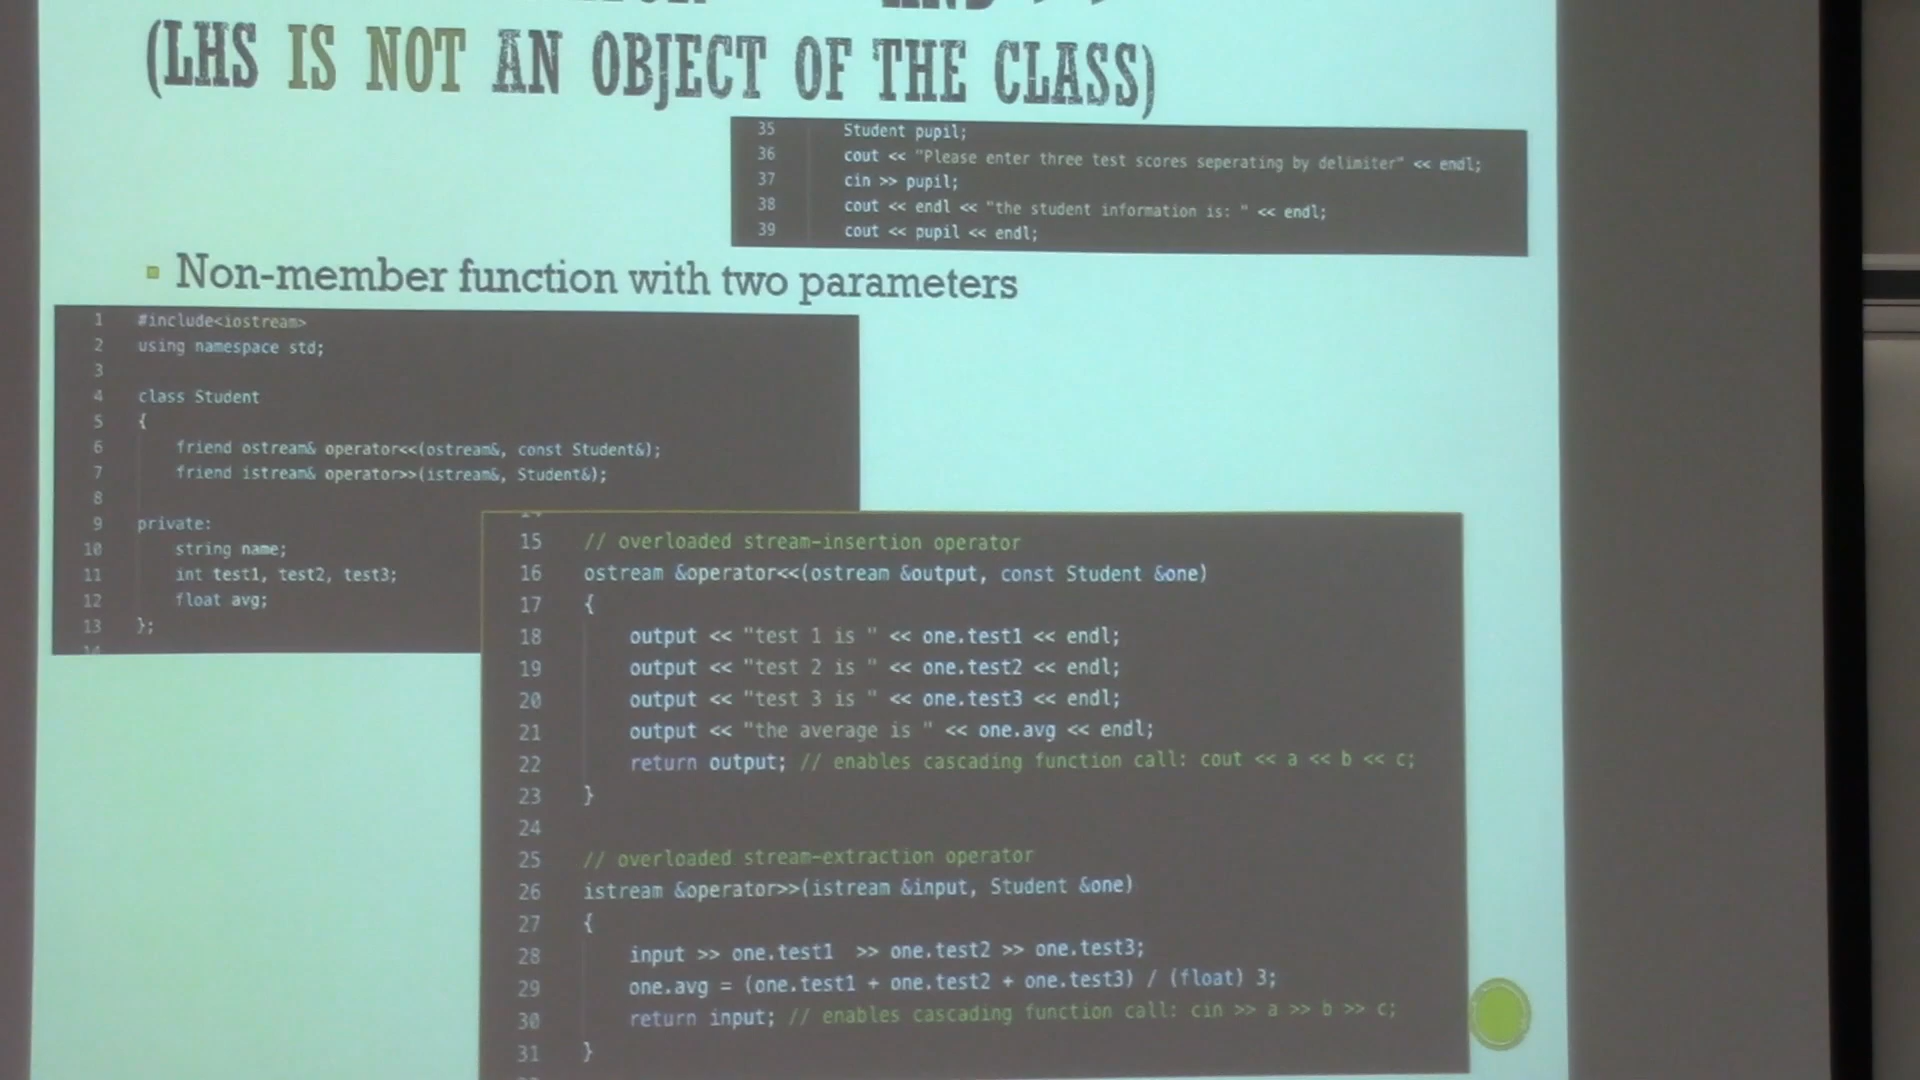 AND >>
(LHS IS NOT AN OBJECT OF THE CLASS)
35 Student pupil;
36 cout << "Please enter three test scores seperating by delimiter" << endl;
37 cin >> pupil;
38 cout << endl << "the student information is: " << endl;
39 cout << pupil << endl;
Non-member function with two parameters
1 #include<iostream>
2 using namespace std;
3
4 class Student
5 {
6 friend ostream& operator<<(ostream&, const Student&);
7 friend istream& operator>>(istream&, Student&);
8
9 private:
10 string name;
11 int test1, test2, test3;
12 float avg;
13 };
15 // overloaded stream-insertion operator
16 ostream &operator<<(ostream &output, const Student &one)
17 {
18 output << "test 1 is " << one.test1 << endl;
19 output << "test 2 is " << one.test2 << endl;
20 output << "test 3 is " << one.test3 << endl;
21 output << "the average is " << one.avg << endl;
22 return output; // enables cascading function call: cout << a << b << c;
23 }
24
25 // overloaded stream-extraction operator
26 istream &operator>>(istream &input, Student &one)
27 {
28 input >> one.test1 >> one.test2 >> one.test3;
29 one.avg = (one.test1 + one.test2 + one.test3) / (float) 3;
30 return input; // enables cascading function call: cin >> a >> b >> c;
31 }